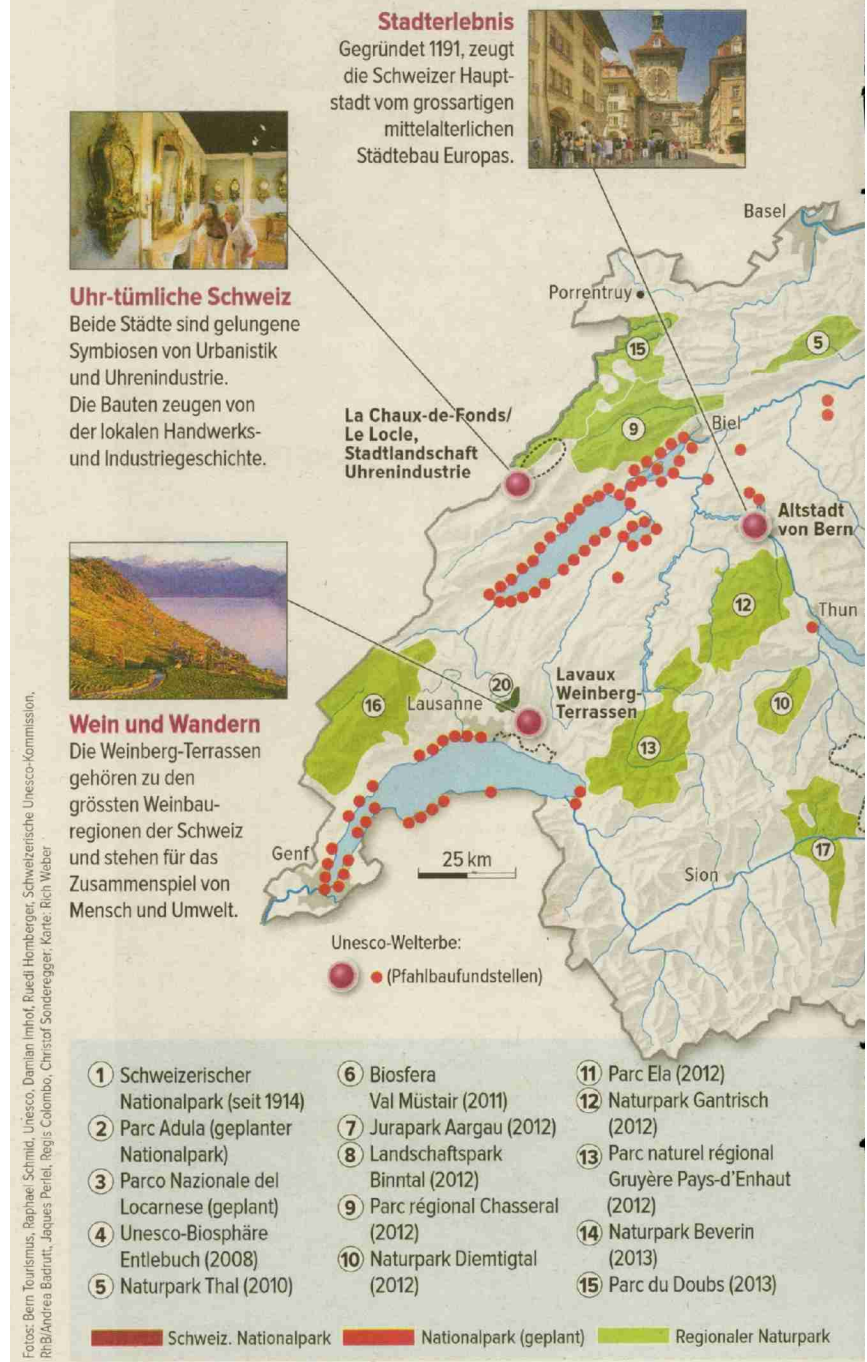 Stadterlebnis
Gegründet 1191, zeugt
die Schweizer Haupt-
stadt vom grossartigen
mittelalterlichen
Städtebau Europas.
Uhr-tümliche Schweiz
Beide Städte sind gelungene
Symbiosen von Urbanistik
und Uhrenindustrie.
Die Bauten zeugen von
der lokalen Handwerks-
und Industriegeschichte.
Wein und Wandern
Die Weinberg-Terrassen
gehören zu den
grössten Weinbau-
regionen der Schweiz
und stehen für das
Zusammenspiel von
Mensch und Umwelt.
Basel
Porrentruy
15
5
La Chaux-de-Fonds/
Le Locle,
Stadtlandschaft
Uhrenindustrie
9
Biel
Altstadt
von Bern
12
Thun
20
Lavaux
Weinberg-
Terrassen
16
Lausanne
10
13
Genf
25 km
Sion
17
Unesco-Welterbe:
(Pfahlbaufundstellen)
1 Schweizerischer
Nationalpark (seit 1914)
2 Parc Adula (geplanter
Nationalpark)
3 Parco Nazionale del
Locarnese (geplant)
4 Unesco-Biosphäre
Entlebuch (2008)
5 Naturpark Thal (2010)
6 Biosfera
Val Müstair (2011)
7 Jurapark Aargau (2012)
8 Landschaftspark
Binntal (2012)
9 Parc régional Chasseral
(2012)
10 Naturpark Diemtigtal
(2012)
11 Parc Ela (2012)
12 Naturpark Gantrisch
(2012)
13 Parc naturel régional
Gruyère Pays-d'Enhaut
(2012)
14 Naturpark Beverin
(2013)
15 Parc du Doubs (2013)
Schweiz. Nationalpark
Nationalpark (geplant)
Regionaler Naturpark
Fotos: Bern Tourismus, Raphael Schmid, Unesco, Damian Imhof, Ruedi Homberger, Schweizerische Unesco-Kommission,
RhB/Andrea Badrutt, Jaques Perlet, Regis Colombo, Christof Sonderegger; Karte: Rich Weber